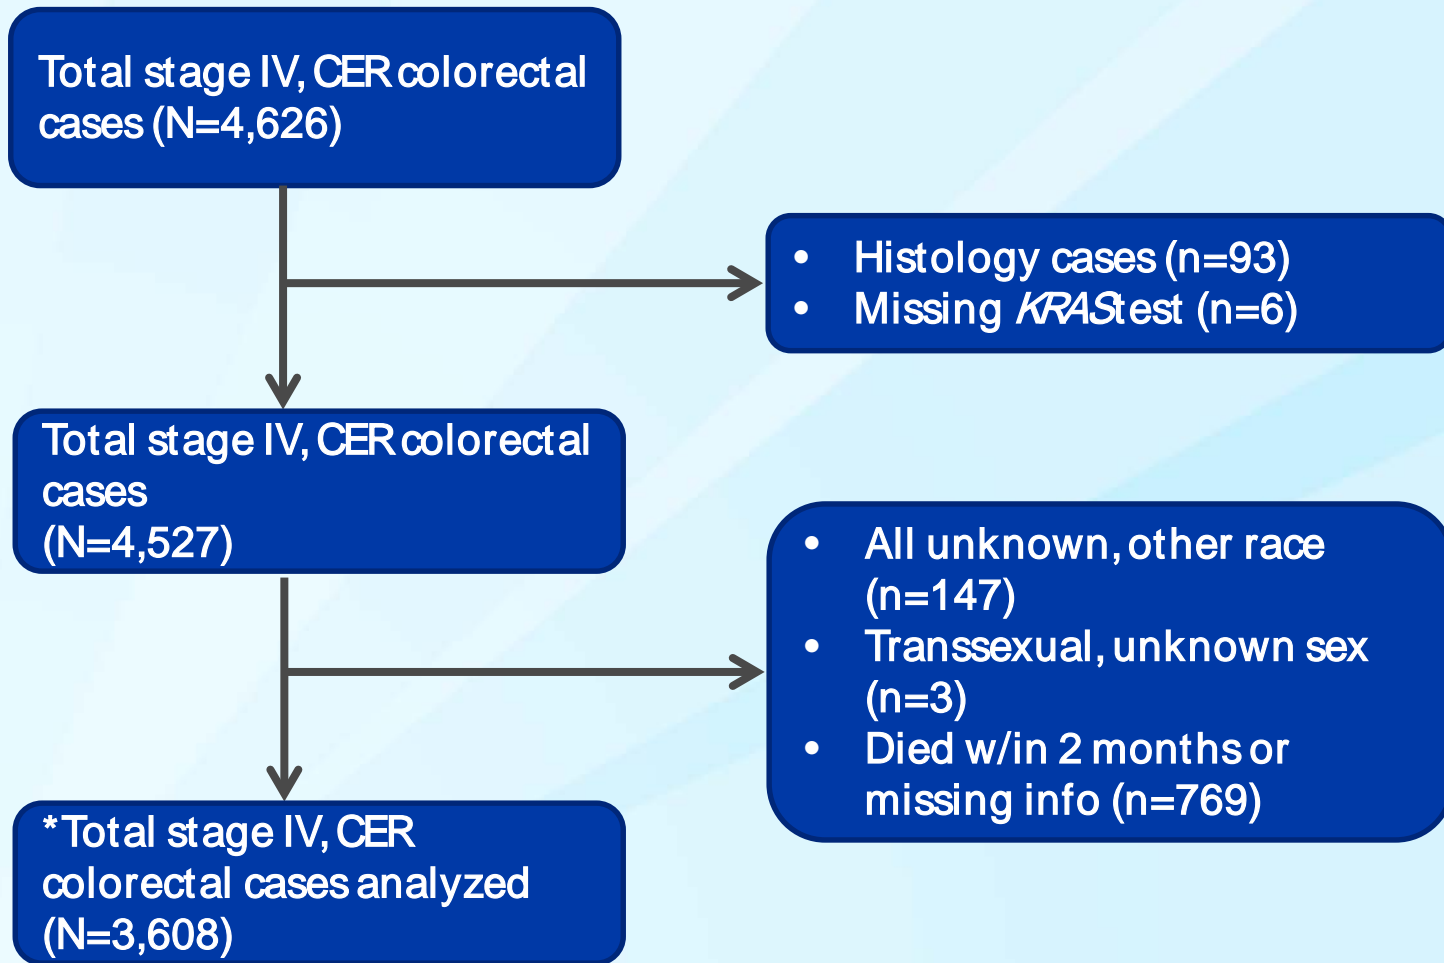 Total stage IV, CER colorectal
cases (N=4,626)
• Histology cases (n=93)
• Missing KRAS test (n=6)
Total stage IV, CER colorectal
cases
(N=4,527)
• All unknown, other race
(n=147)
• Transsexual, unknown sex
(n=3)
• Died w/in 2 months or
missing info (n=769)
*Total stage IV, CER
colorectal cases analyzed
(N=3,608)